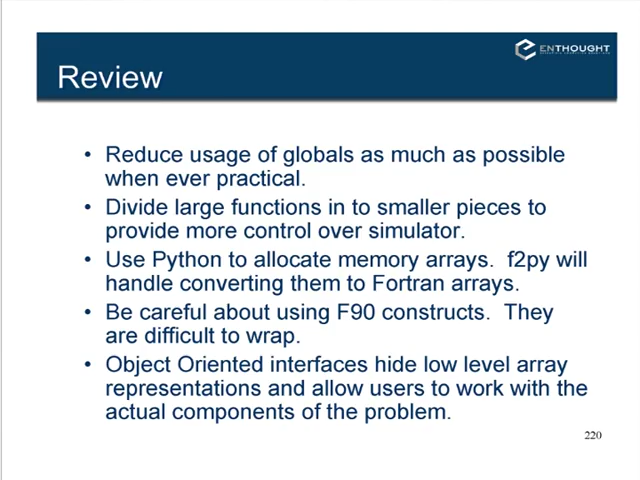 ENTHOUGHT
Review
• Reduce usage of globals as much as possible
when ever practical.
• Divide large functions in to smaller pieces to
provide more control over simulator.
• Use Python to allocate memory arrays.  f2py will
handle converting them to Fortran arrays.
• Be careful about using F90 constructs.  They
are difficult to wrap.
• Object Oriented interfaces hide low level array
representations and allow users to work with the
actual components of the problem.
220